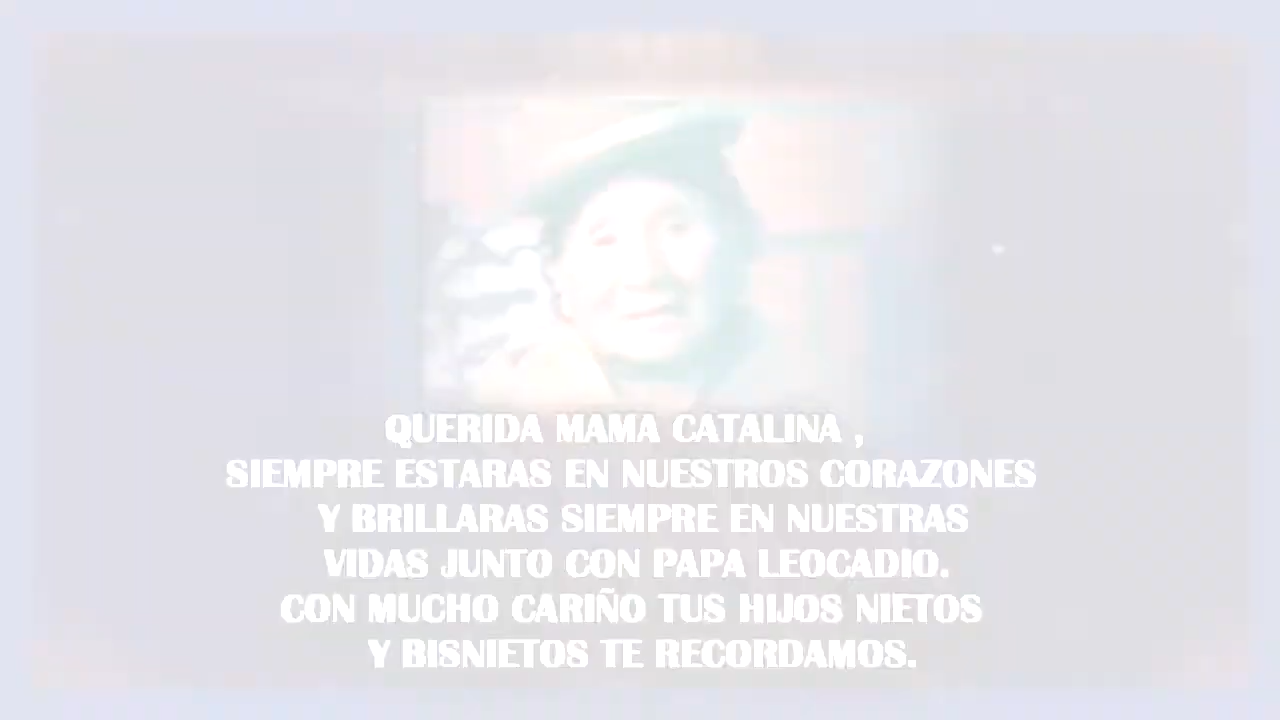 QUERIDA MAMA CATALINA ,
SIEMPRE ESTARAS EN NUESTROS CORAZONES
Y BRILLARAS SIEMPRE EN NUESTRAS
VIDAS JUNTO CON PAPA LEOCADIO.
CON MUCHO CARIÑO TUS HIJOS NIETOS
Y BISNIETOS TE RECORDAMOS.